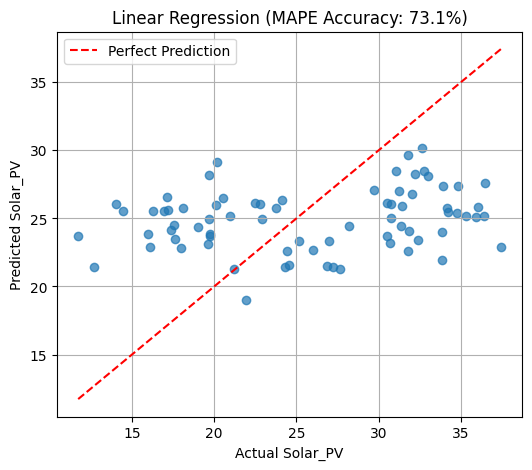 Linear Regression (MAPE Accuracy: 73.1%)
Perfect Prediction
Predicted Solar_PV
35
30
25
20
15
15 20 25 30 35
Actual Solar_PV